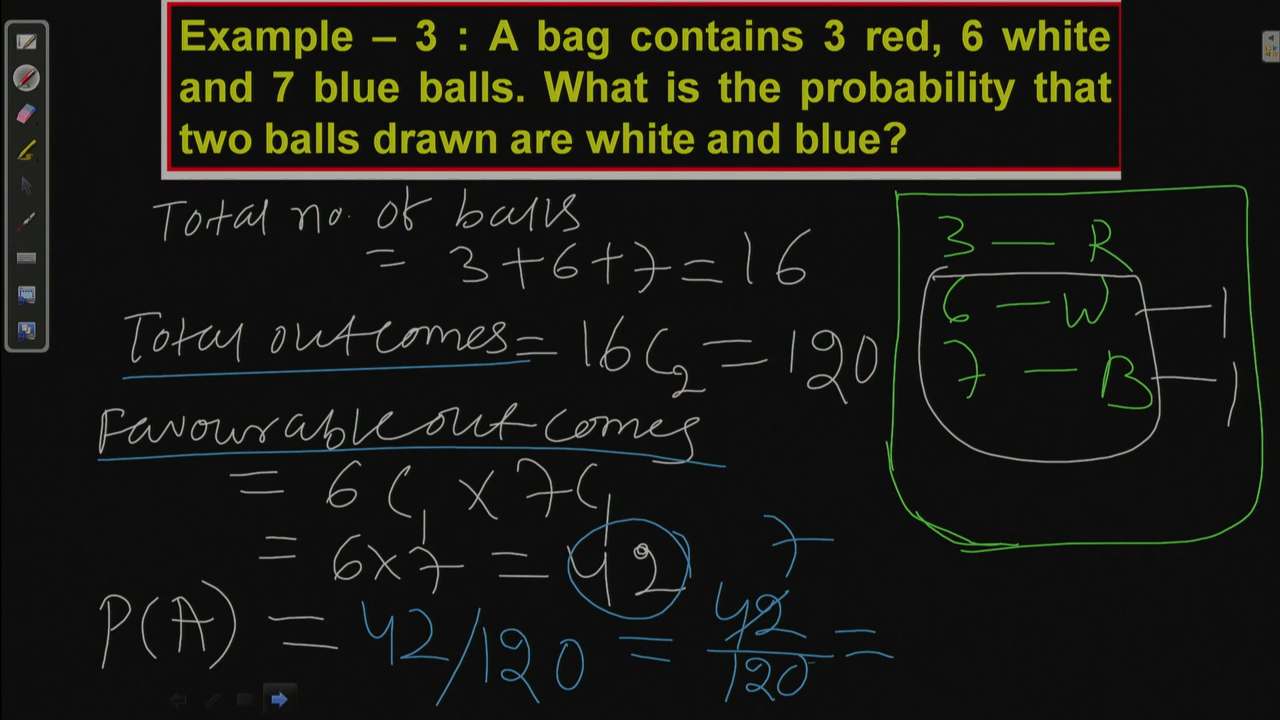 Example – 3 : A bag contains 3 red, 6 white
and 7 blue balls. What is the probability that
two balls drawn are white and blue?
Total no. of balls
= 3+6+7=16
Total outcomes = 16C2 = 120
Favourable outcomes
= 6C1 × 7C1
= 6×7 = 42
P(A) = 42/120 = 42/120 =
7
3 — R
6 — W — 1
7 — B — 1